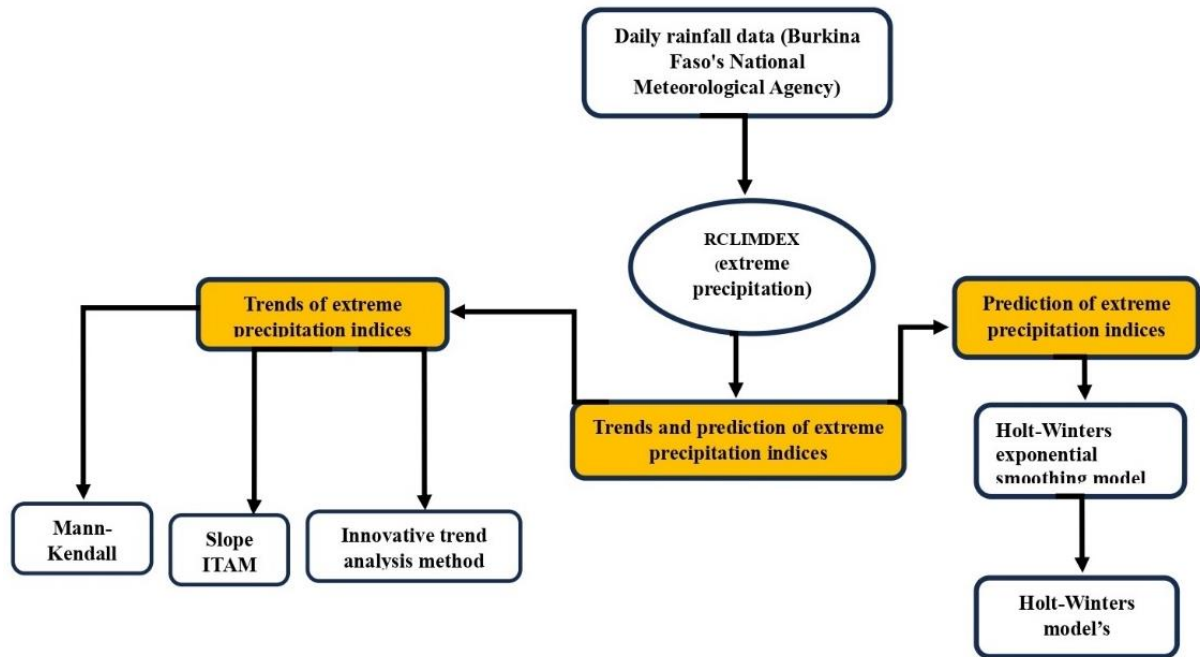 Daily rainfall data (Burkina
Faso's National
Meteorological Agency)
RCLIMDEX
(extreme
precipitation)
Trends of extreme
precipitation indices
Prediction of extreme
precipitation indices
Trends and prediction of extreme
precipitation indices
Holt-Winters
exponential
smoothing model
Mann-
Kendall
Slope
ITAM
Innovative trend
analysis method
Holt-Winters
model’s